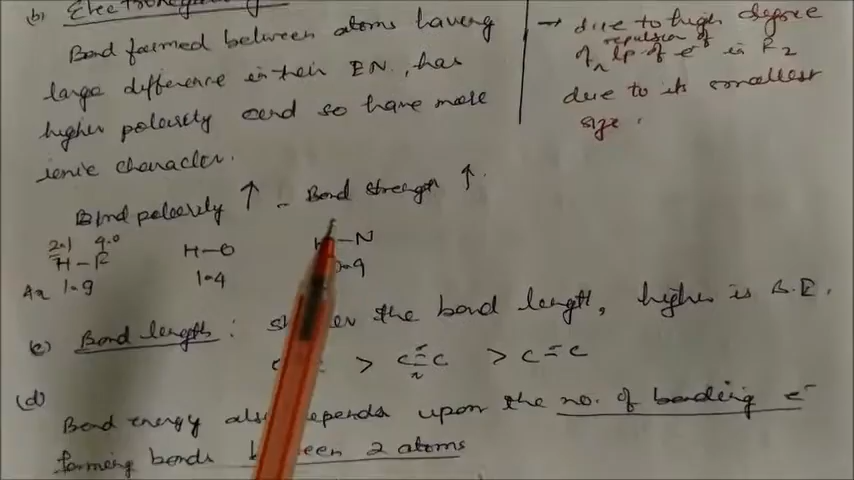 (b) Electronegativity
Bond formed between atoms having
large difference in their EN, has
higher polarity and so have more
ionic character.
Bond polarity ↑ - Bond strength ↑.
2.1 4.0
H-F H-O H-N
1.9 1.4 0.9
(c) Bond length: the bond length, higher is B.E.
> C=C > C-C
(d) Bond energy also depends upon the no. of bonding e⁻
forming bonds between 2 atoms
→ due to high degree
repulsion of
of lp of e⁻ in F2
due to its smallest
size.